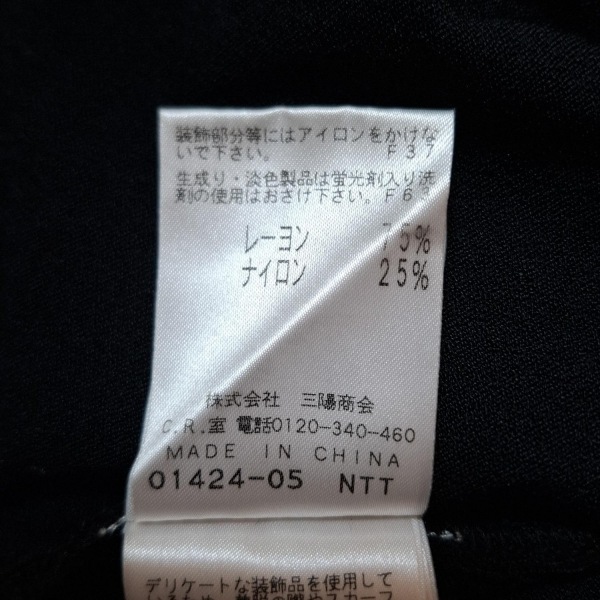 装飾部分等にはアイロンをかけな
いで下さい。 F37
生成り・淡色製品は蛍光剤入り洗
剤の使用はおさけ下さい。F63
レーヨン 75%
ナイロン 25%
株式会社 三陽商会
C.R.室 電話0120-340-460
MADE IN CHINA
01424-05 NTT
デリケートな装飾品を使用して